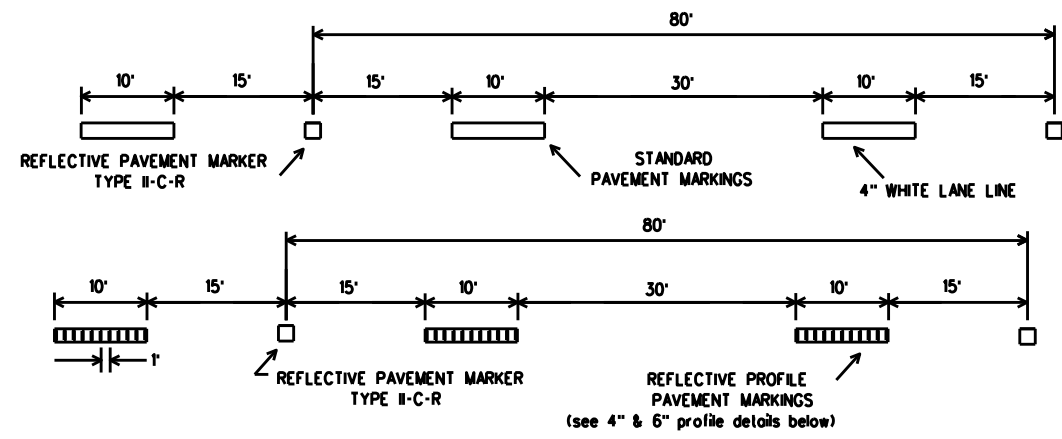 80'
10' 15' 15' 10' 30' 10' 15'
REFLECTIVE PAVEMENT MARKER
TYPE II-C-R
STANDARD
PAVEMENT MARKINGS
4" WHITE LANE LINE
80'
10' 15' 15' 10' 30' 10' 15'
1'
REFLECTIVE PAVEMENT MARKER
TYPE II-C-R
REFLECTIVE PROFILE
PAVEMENT MARKINGS
(see 4" & 6" profile details below)